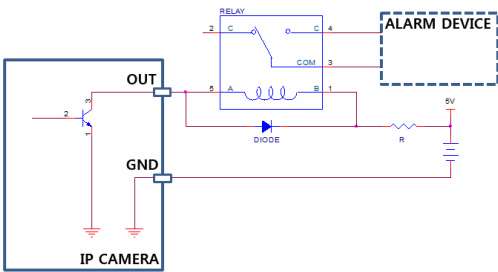 RELAY
ALARM DEVICE
2 C C 4
COM 3
OUT
5 A B 1
3
2
1
DIODE
R
5V
GND
IP CAMERA